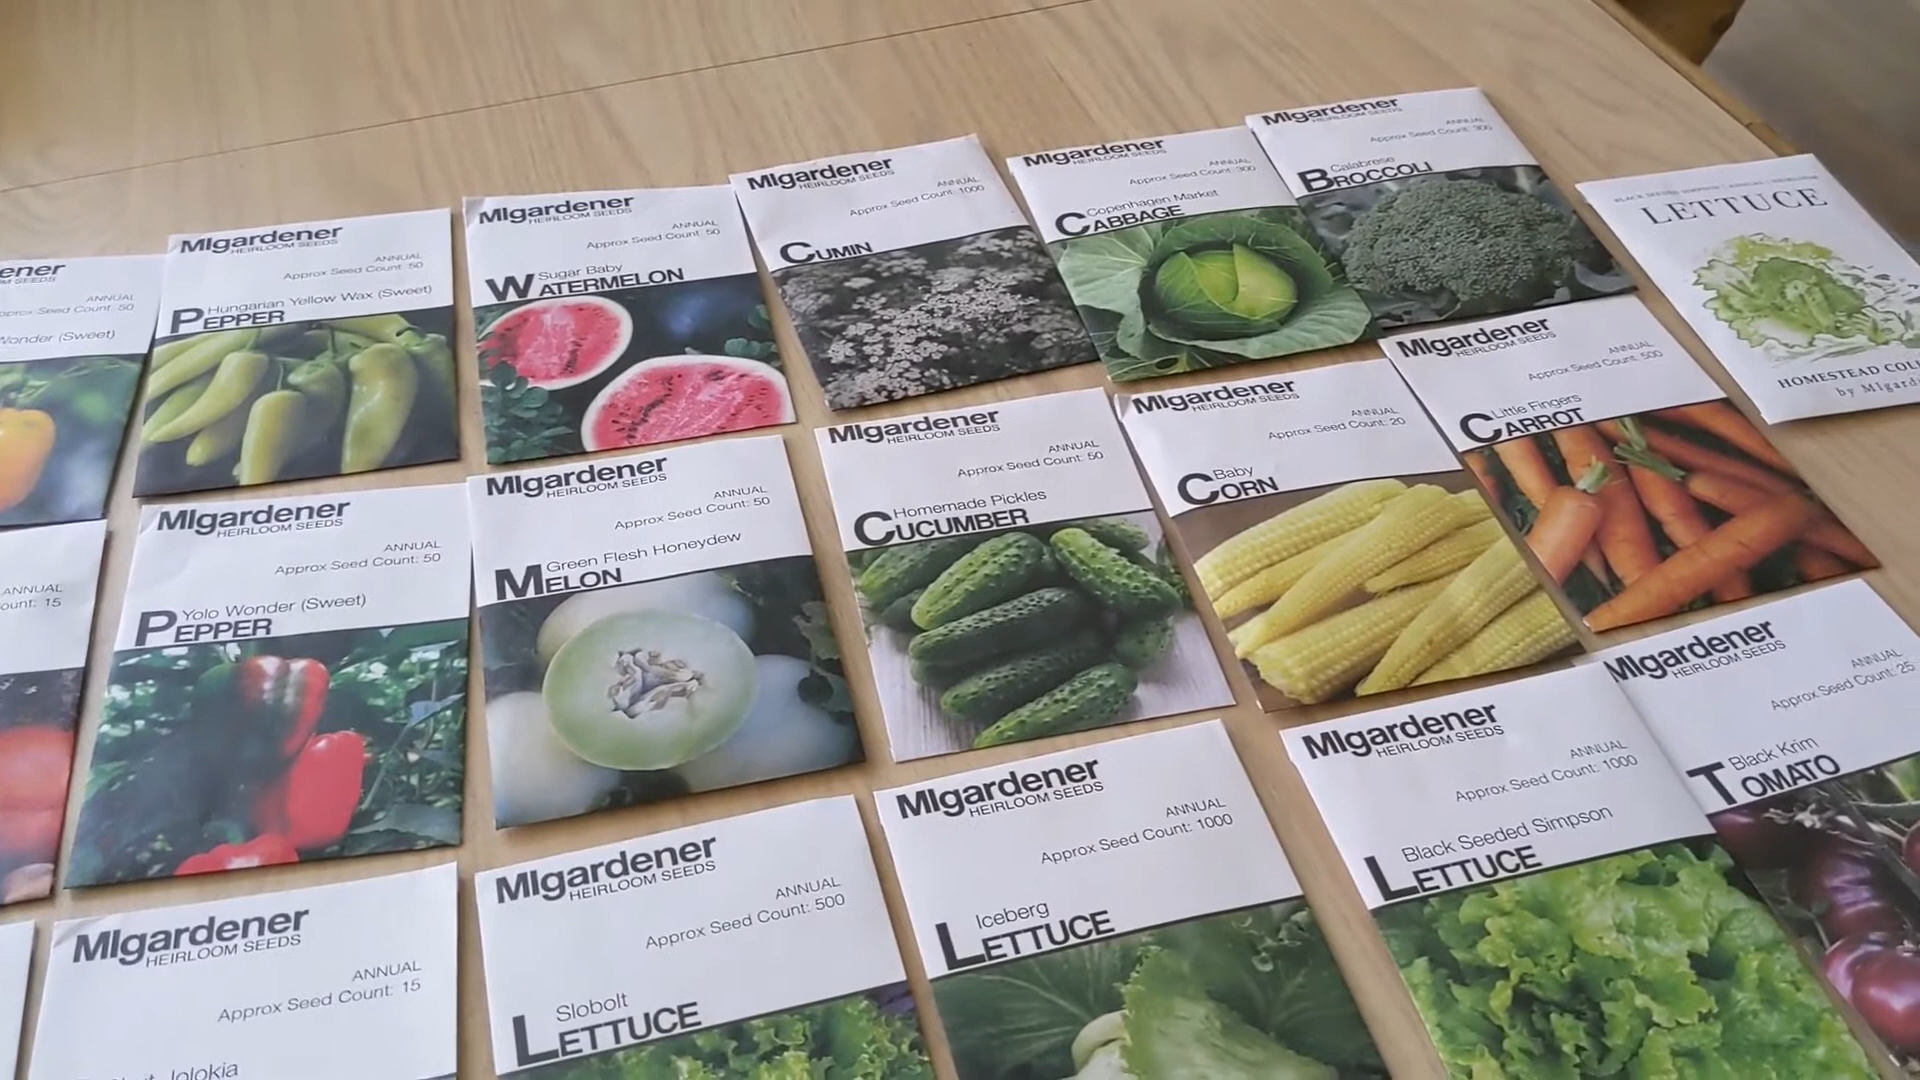 MIgardener
HEIRLOOM SEEDS
ANNUAL
Approx Seed Count: 300
Calabrese
BROCCOLI
MIgardener
HEIRLOOM SEEDS
ANNUAL
Approx Seed Count: 300
Copenhagen Market
CABBAGE
MIgardener
HEIRLOOM SEEDS
ANNUAL
Approx Seed Count: 1000
CUMIN
MIgardener
HEIRLOOM SEEDS
ANNUAL
Approx Seed Count: 50
Sugar Baby
WATERMELON
MIgardener
HEIRLOOM SEEDS
ANNUAL
Approx Seed Count: 50
Hungarian Yellow Wax (Sweet)
PEPPER
ener
SEEDS
ANNUAL
prox Seed Count: 50
Wonder (Sweet)
LETTUCE
HOMESTEAD COLL
by MIgard
MIgardener
HEIRLOOM SEEDS
ANNUAL
Approx Seed Count: 500
Little Fingers
CARROT
MIgardener
HEIRLOOM SEEDS
ANNUAL
Approx Seed Count: 20
Baby
CORN
MIgardener
HEIRLOOM SEEDS
ANNUAL
Approx Seed Count: 50
Homemade Pickles
CUCUMBER
MIgardener
HEIRLOOM SEEDS
ANNUAL
Approx Seed Count: 50
Green Flesh Honeydew
MELON
MIgardener
HEIRLOOM SEEDS
ANNUAL
Approx Seed Count: 50
Yolo Wonder (Sweet)
PEPPER
ANNUAL
ount: 15
MIgardener
HEIRLOOM SEEDS
ANNUAL
Approx Seed Count: 25
Black Krim
TOMATO
MIgardener
HEIRLOOM SEEDS
ANNUAL
Approx Seed Count: 1000
Black Seeded Simpson
LETTUCE
MIgardener
HEIRLOOM SEEDS
ANNUAL
Approx Seed Count: 1000
Iceberg
LETTUCE
MIgardener
HEIRLOOM SEEDS
ANNUAL
Approx Seed Count: 500
Slobolt
LETTUCE
MIgardener
HEIRLOOM SEEDS
ANNUAL
Approx Seed Count: 15
Jolokia